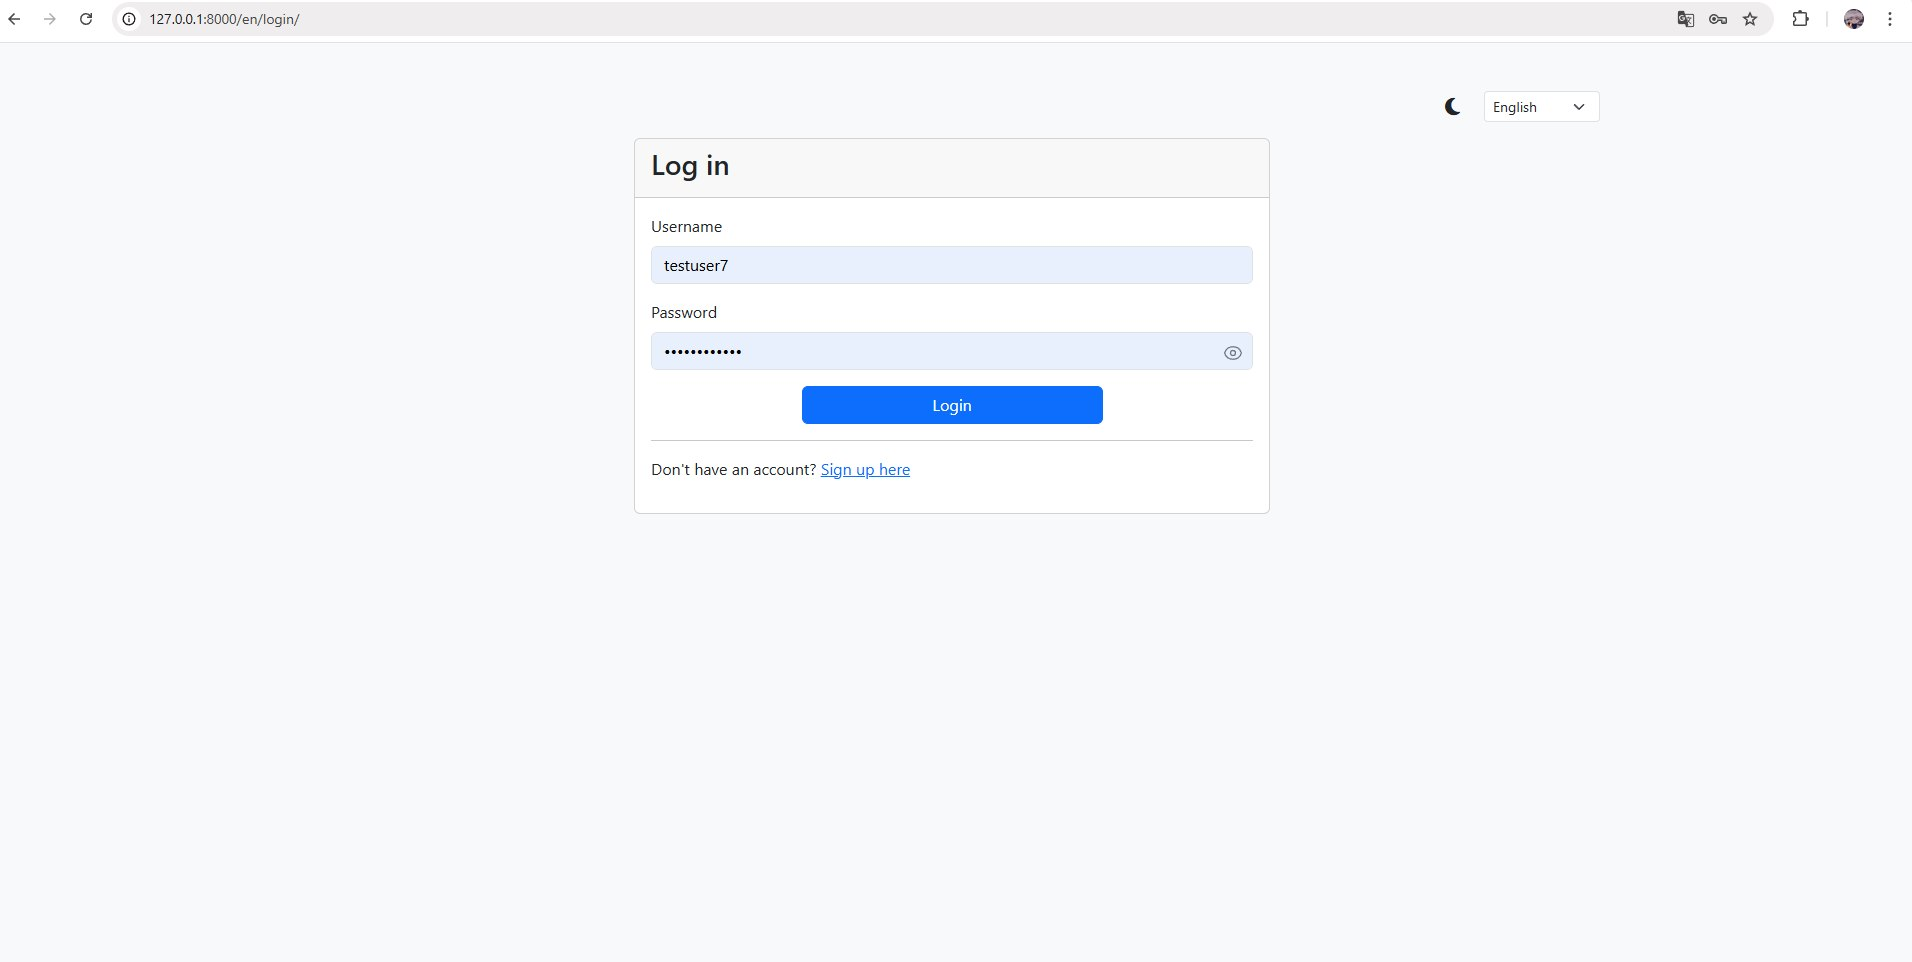 127.0.0.1:8000/en/login/
English
Log in
Username
testuser7
Password
••••••••••••
Login
Don't have an account? Sign up here